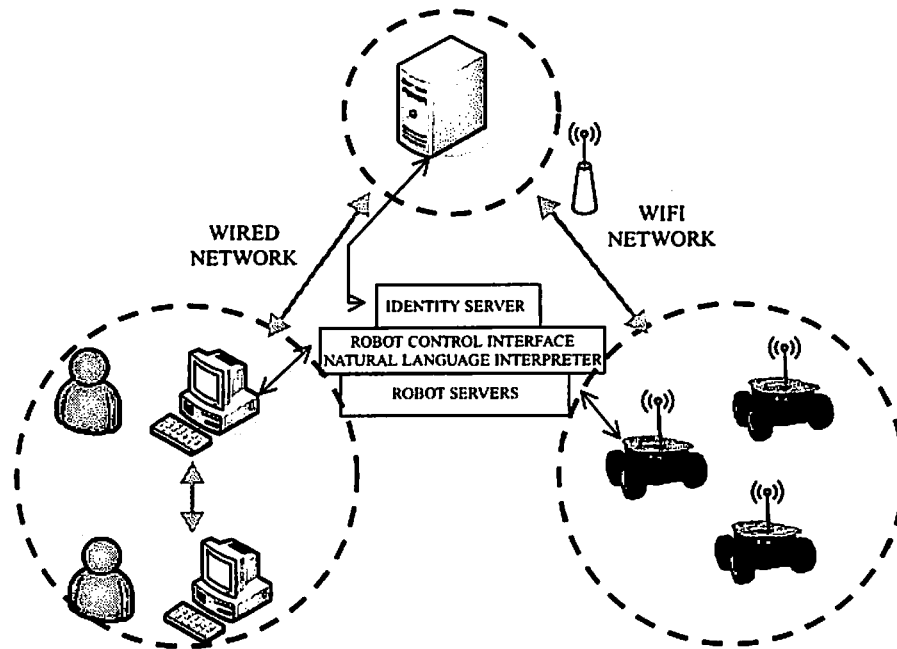 WIRED
NETWORK
WIFI
NETWORK
IDENTITY SERVER
ROBOT CONTROL INTERFACE
NATURAL LANGUAGE INTERPRETER
ROBOT SERVERS